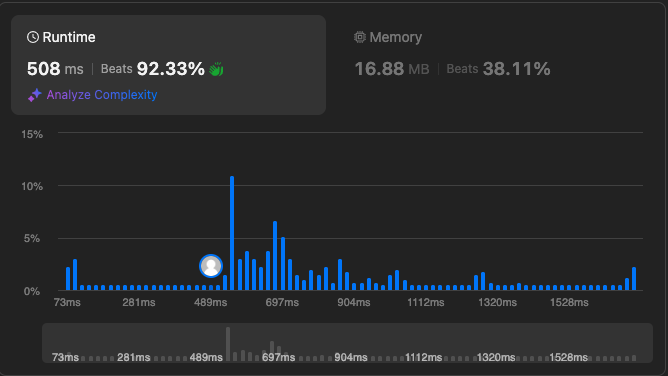 Runtime
508 ms | Beats 92.33%
Analyze Complexity
Memory
16.88 MB | Beats 38.11%
15%
10%
5%
0%
73ms 281ms 489ms 697ms 904ms 1112ms 1320ms 1528ms
73ms 281ms 489ms 697ms 904ms 1112ms 1320ms 1528ms